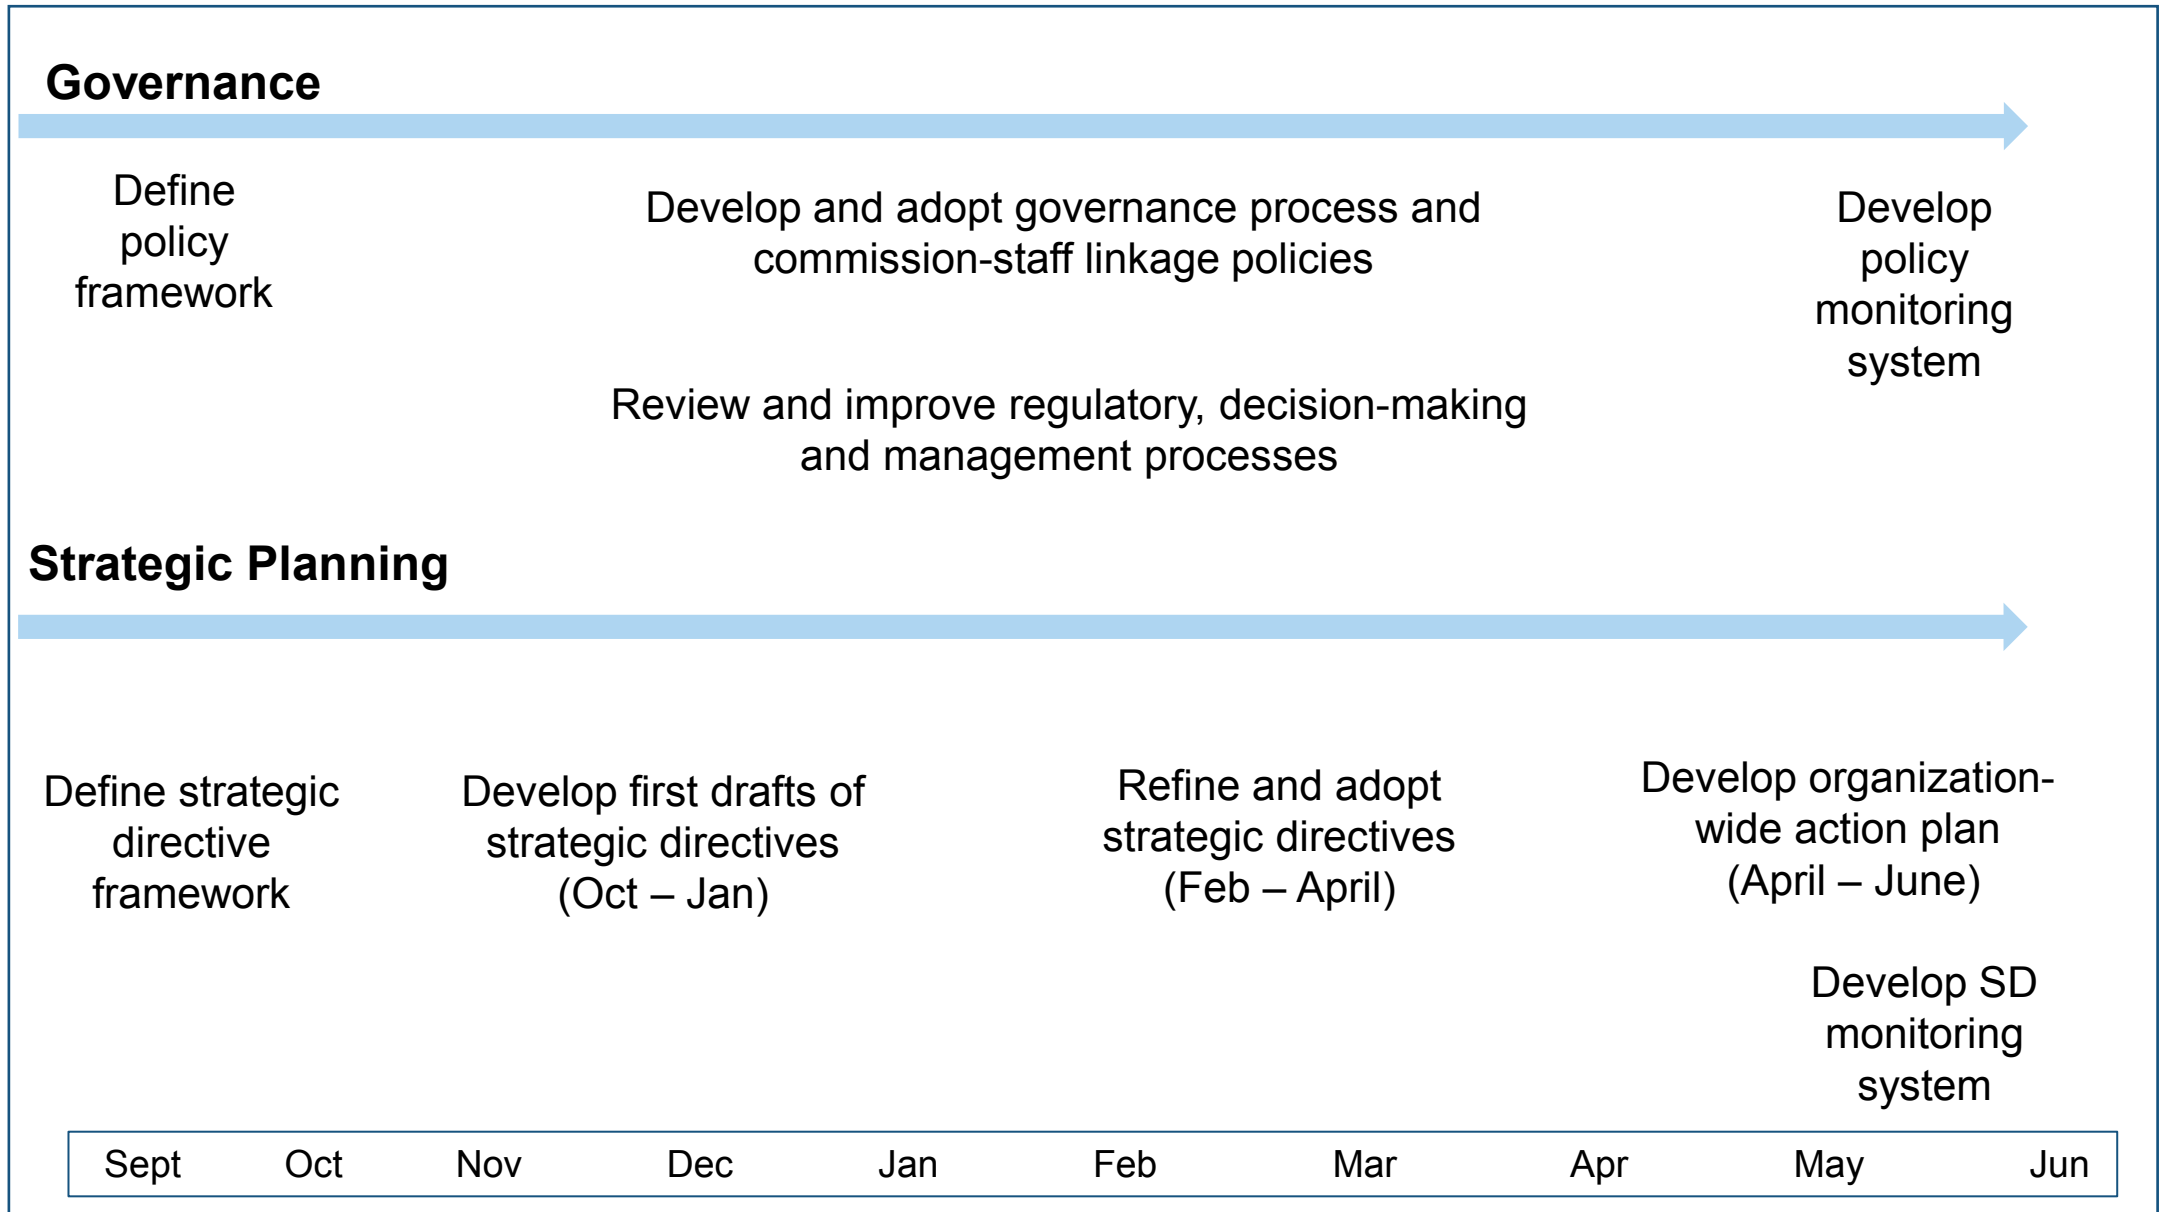 Governance
Define
policy
framework
Develop and adopt governance process and
commission-staff linkage policies
Develop
policy
monitoring
system
Review and improve regulatory, decision-making
and management processes
Strategic Planning
Define strategic
directive
framework
Develop first drafts of
strategic directives
(Oct – Jan)
Refine and adopt
strategic directives
(Feb – April)
Develop organization-
wide action plan
(April – June)
Develop SD
monitoring
system
Sept Oct Nov Dec Jan Feb Mar Apr May Jun